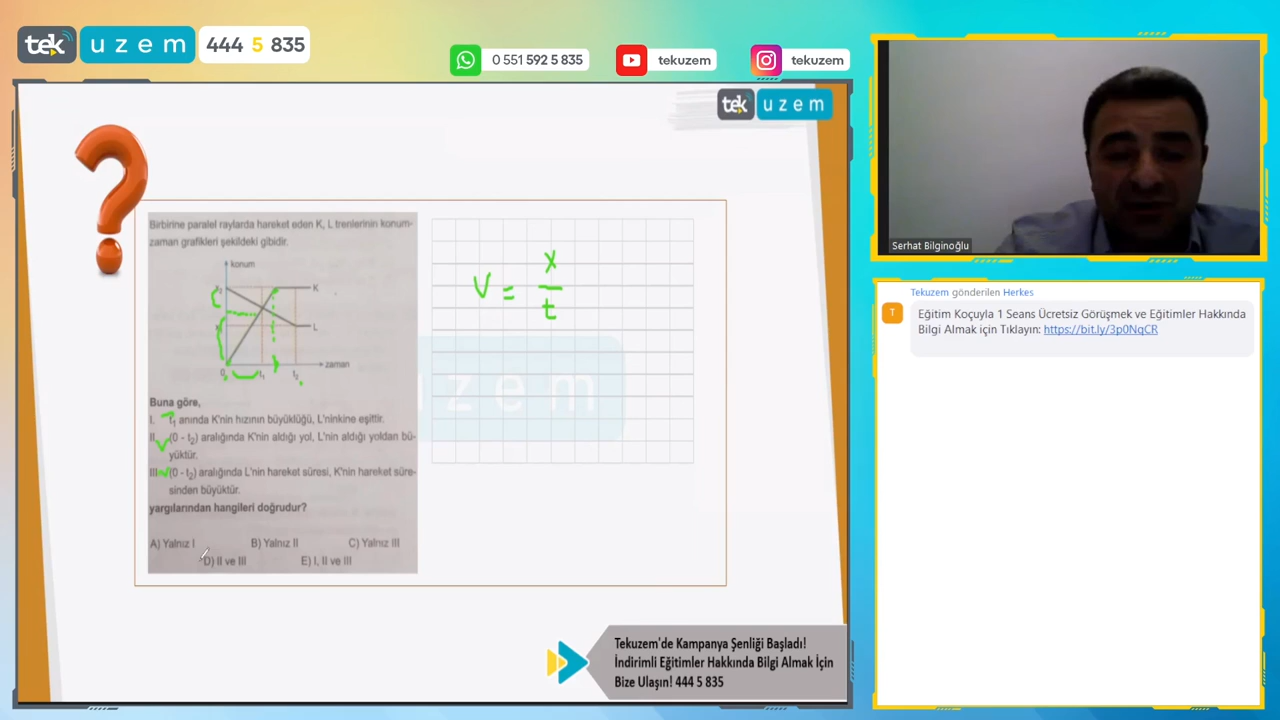 tek uzem 444 5 835
0 551 592 5 835
tekuzem
tekuzem
tek uzem
Birbirine paralel raylarda hareket eden K, L trenlerinin konum-
zaman grafikleri şekildeki gibidir.
konum
K
L
zaman
0 t₁ t₂
V = x / t
uzem
Buna göre,
I. t₁ anında K'nin hızının büyüklüğü, L'ninkine eşittir.
II. (0 - t₂) aralığında K'nin aldığı yol, L'nin aldığı yoldan bü-
yüktür.
III. (0 - t₂) aralığında L'nin hareket süresi, K'nin hareket süre-
sinden büyüktür.
yargılarından hangileri doğrudur?
A) Yalnız I B) Yalnız II C) Yalnız III
D) II ve III E) I, II ve III
Tekuzem'de Kampanya Şenliği Başladı!
İndirimli Eğitimler Hakkında Bilgi Almak İçin
Bize Ulaşın! 444 5 835
Serhat Bilginoğlu
Tekuzem gönderilen Herkes
T
Eğitim Koçuyla 1 Seans Ücretsiz Görüşmek ve Eğitimler Hakkında
Bilgi Almak için Tıklayın: https://bit.ly/3p0NqCR